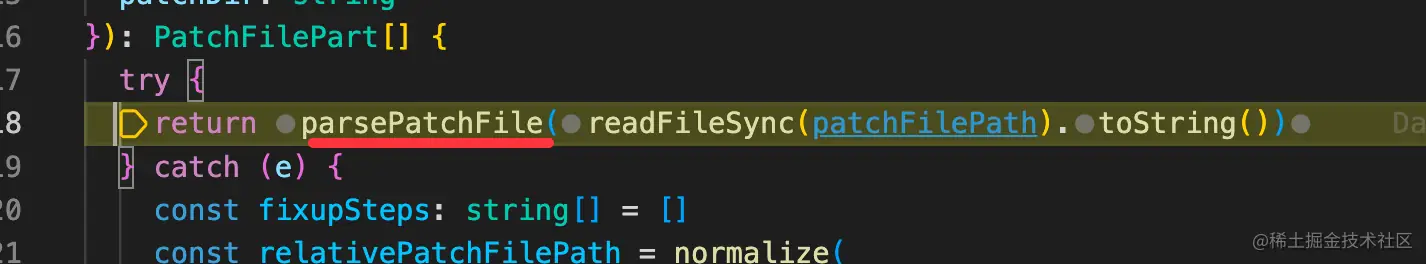 patchDir: string
16 }): PatchFilePart[] {
17 try {
18 return parsePatchFile( readFileSync(patchFilePath). toString()) Da
19 } catch (e) {
20 const fixupSteps: string[] = []
21 const relativePatchFilePath = normalize(
@稀土掘金技术社区